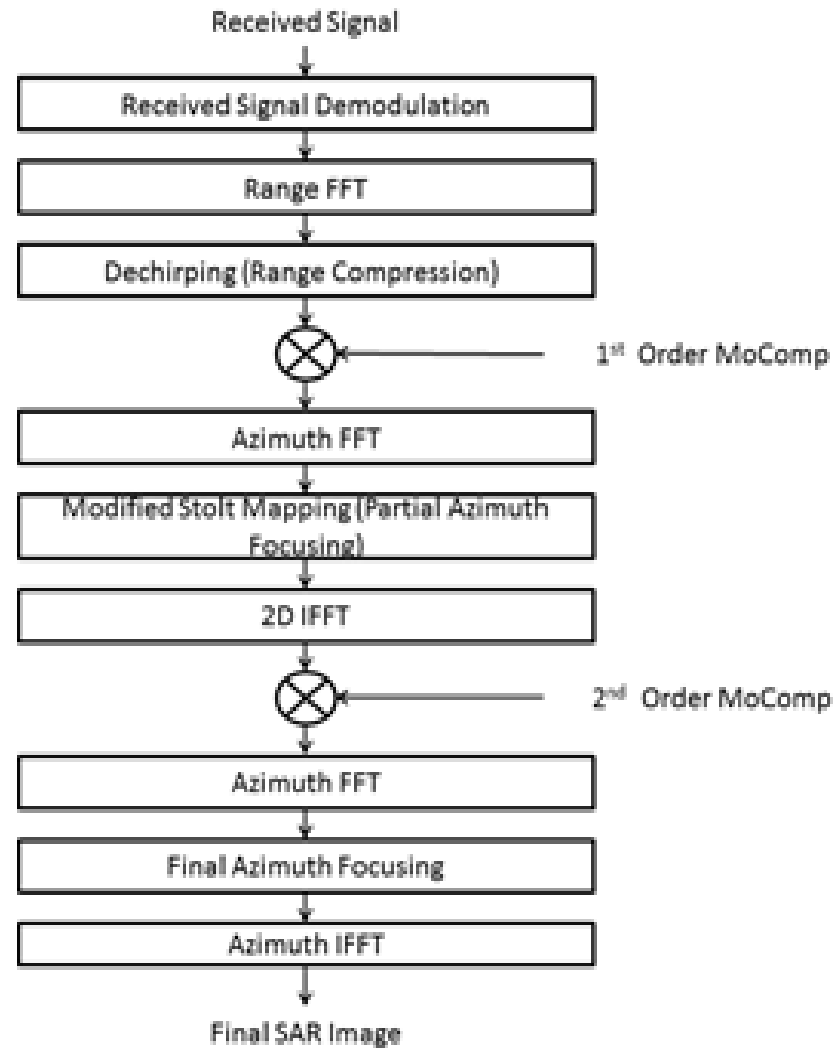 Received Signal
Received Signal Demodulation
Range FFT
Dechirping (Range Compression)
1st Order MoComp
Azimuth FFT
Modified Stolt Mapping (Partial Azimuth
Focusing)
2D IFFT
2nd Order MoComp
Azimuth FFT
Final Azimuth Focusing
Azimuth IFFT
Final SAR Image